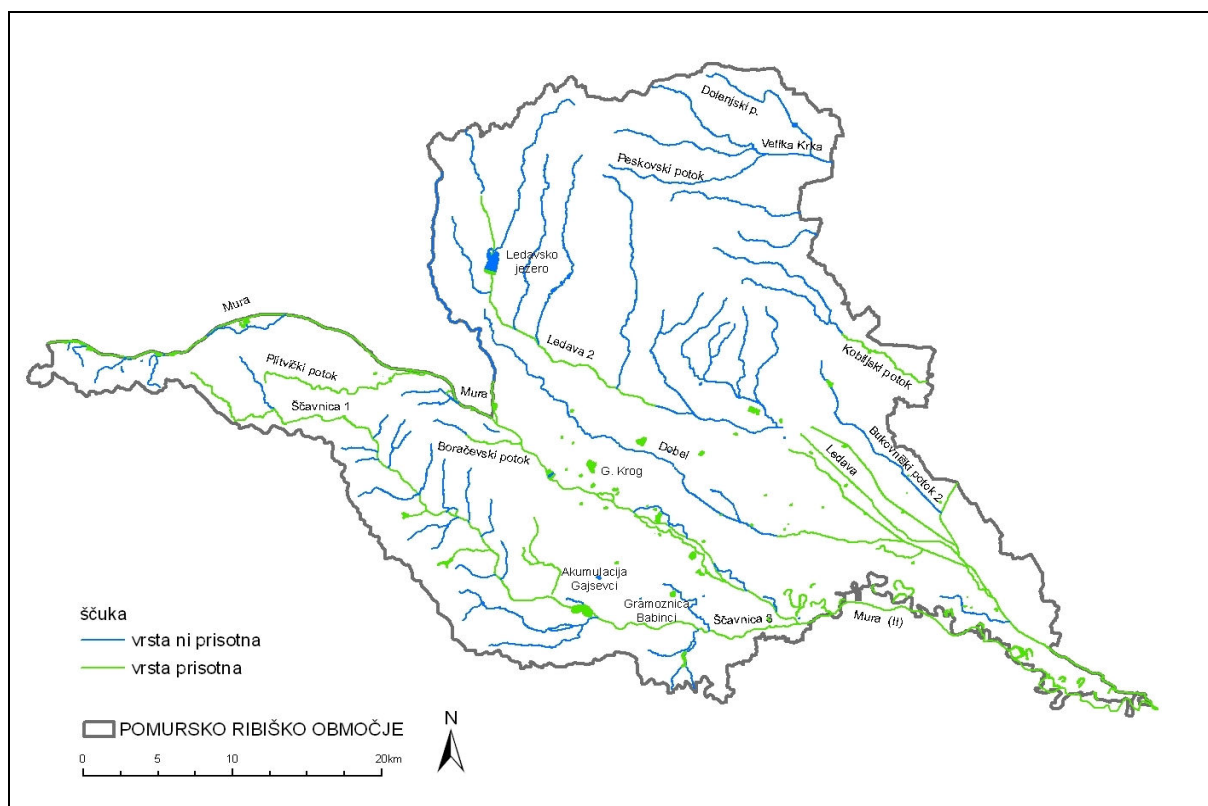 Dolenjski p.
Velika Krka
Peskovski potok
Ledavsko
jezero
Mura
Ledava 2
Kobiljski potok
Plitvički potok
Mura
Ščavnica 1
Boračevski potok
Dobel
Ledava
Bukovniški potok 2
G. Krog
Akumulacija
Gajsevci
Gramoznica
Babinci
Ščavnica 3
Mura (II)
ščuka
vrsta ni prisotna
vrsta prisotna
POMURSKO RIBIŠKO OBMOČJE
N
0 5 10 20km